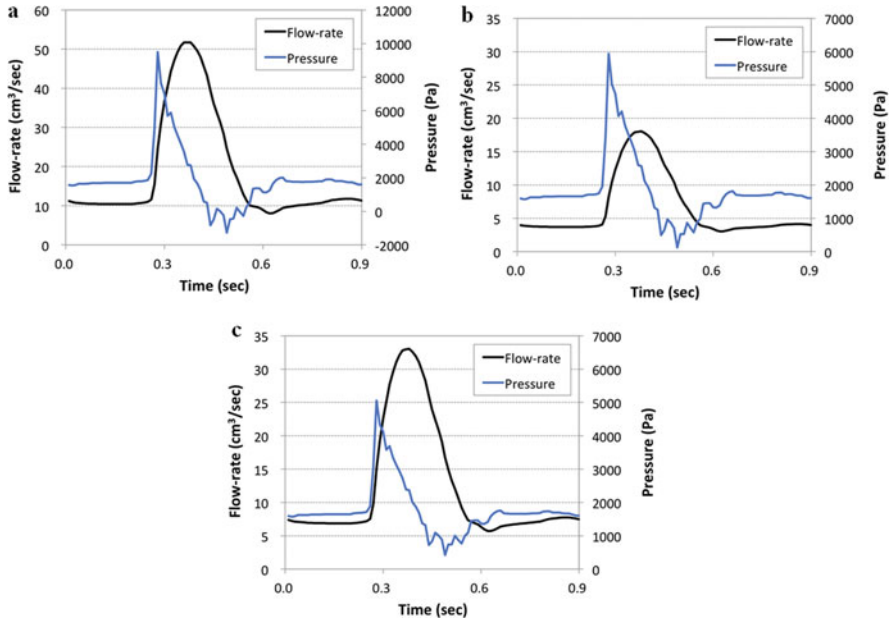 a
60
50
40
30
20
10
0
Flow-rate (cm³/sec)
12000
10000
8000
6000
4000
2000
0
-2000
Pressure (Pa)
Flow-rate
Pressure
0.0 0.3 0.6 0.9
Time (sec)
b
35
30
25
20
15
10
5
0
Flow-rate (cm³/sec)
7000
6000
5000
4000
3000
2000
1000
0
Pressure (Pa)
Flow-rate
Pressure
0.0 0.3 0.6 0.9
Time (sec)
c
35
30
25
20
15
10
5
0
Flow-rate (cm³/sec)
7000
6000
5000
4000
3000
2000
1000
0
Pressure (Pa)
Flow-rate
Pressure
0.0 0.3 0.6 0.9
Time (sec)